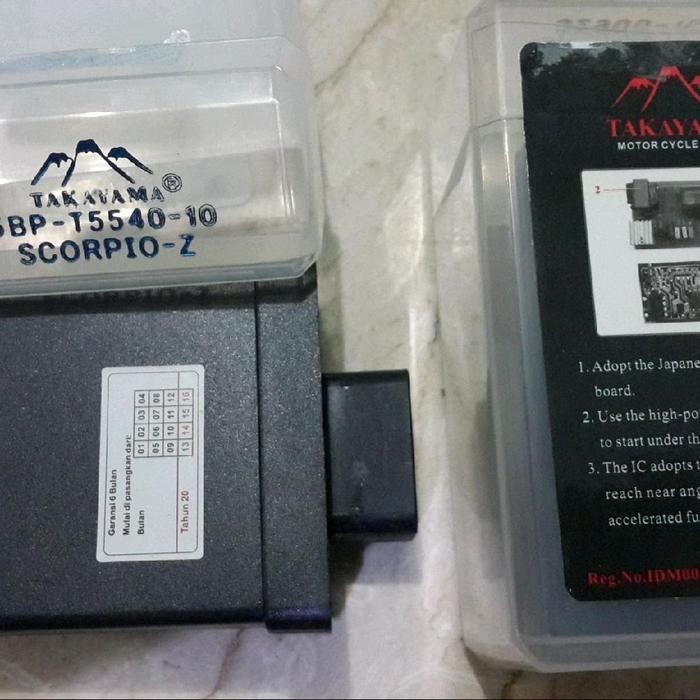 TAKAYAMA®
5BP-T5540-10
SCORPIO-Z
Garansi 6 Bulan
Mulai di pasangkan dari:
Bulan
01 02 03 04
05 06 07 08
09 10 11 12
Tahun 20
13 14 15 16
TAKAYA
MOTORCYCLE
2
1. Adopt the Japane
board.
2. Use the high-po
to start under th
3. The IC adopts t
reach near ang
accelerated fu
Reg.No.IDM00